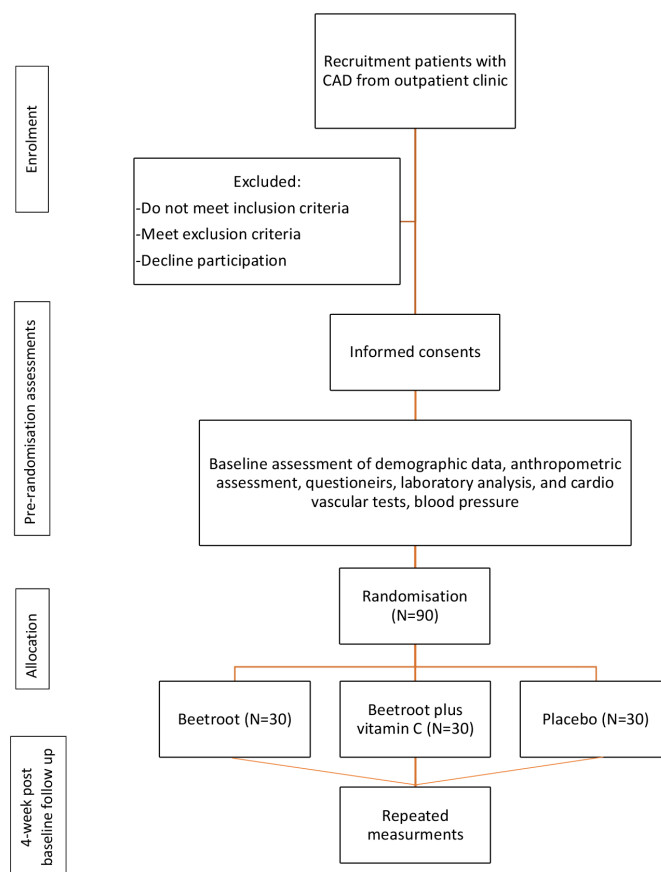 Enrolment
Recruitment patients with
CAD from outpatient clinic
Excluded:
-Do not meet inclusion criteria
-Meet exclusion criteria
-Decline participation
Pre-randomisation assessments
Informed consents
Baseline assessment of demographic data, anthropometric
assessment, questioneirs, laboratory analysis, and cardio
vascular tests, blood pressure
Allocation
Randomisation
(N=90)
Beetroot (N=30)
Beetroot plus
vitamin C (N=30)
Placebo (N=30)
4-week post
baseline follow up
Repeated
measurments